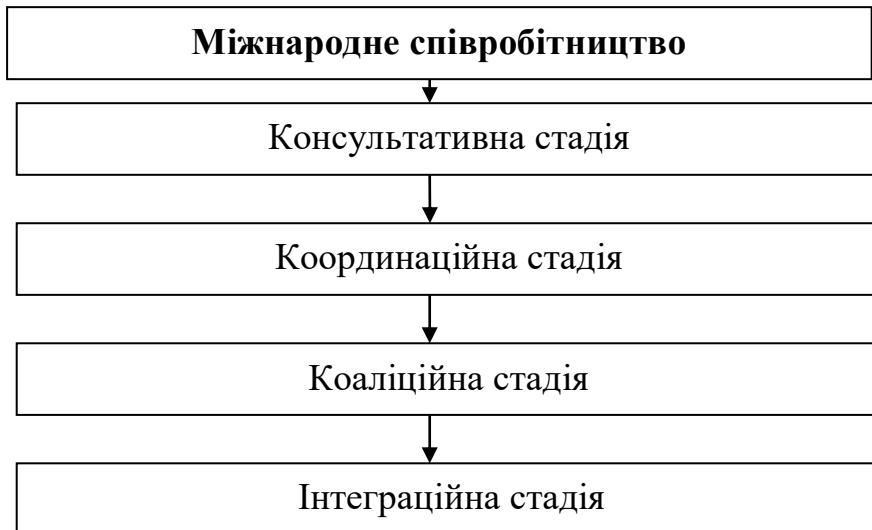 Міжнародне співробітництво
Консультативна стадія
Координаційна стадія
Коаліційна стадія
Інтеграційна стадія